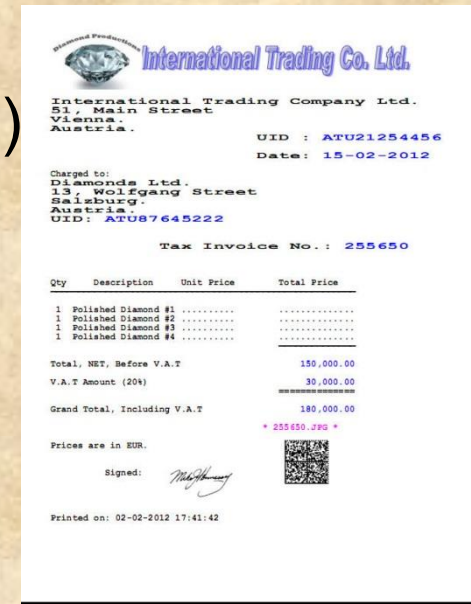 Diamond Productions
International Trading Co. Ltd.
)
International Trading Company Ltd.
51, Main Street
Vienna.
Austria.
UID : ATU21254456
Date: 15-02-2012
Charged to:
Diamonds Ltd.
13, Wolfgang Street
Salzburg.
Austria.
UID: ATU87645222
Tax Invoice No.: 255650
Qty Description Unit Price Total Price
1 Polished Diamond #1 ......... .............
1 Polished Diamond #2 ......... .............
1 Polished Diamond #3 ......... .............
1 Polished Diamond #4 ......... .............
Total, NET, Before V.A.T 150,000.00
V.A.T Amount (20%) 30,000.00
Grand Total, Including V.A.T 180,000.00
* 255650.JPG *
Prices are in EUR.
Signed:
Printed on: 02-02-2012 17:41:42